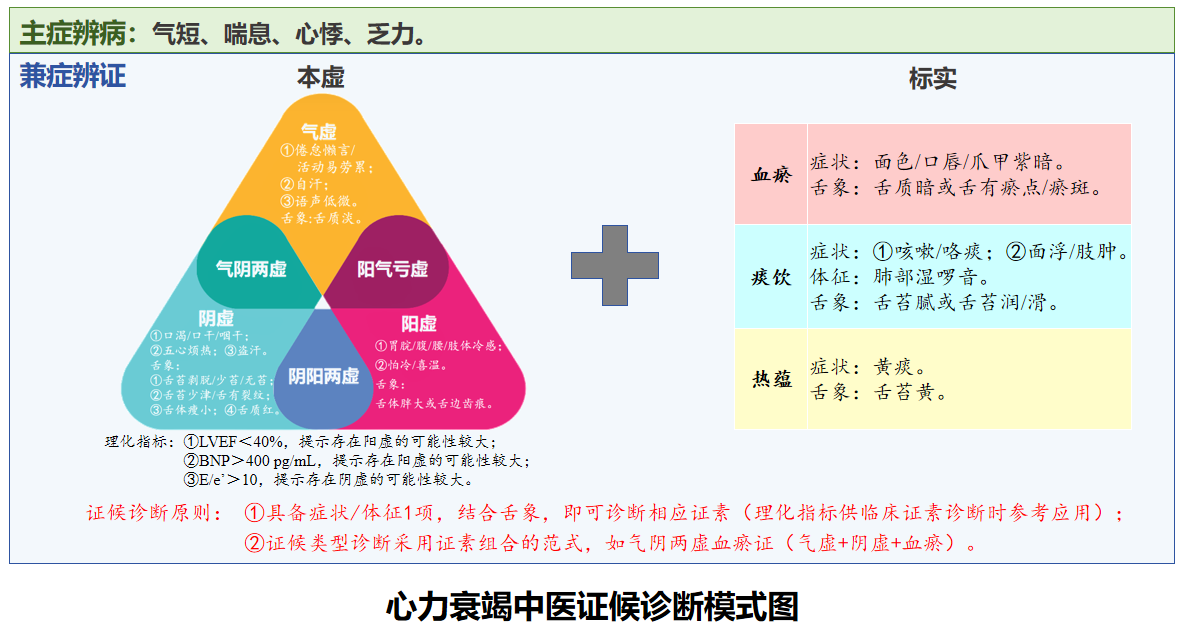 主症辨病：气短、喘息、心悸、乏力。
兼症辨证
本虚
标实
气虚
①倦怠懒言/
活动易劳累；
②自汗；
③语声低微。
舌象:舌质淡。
气阴两虚
阳气亏虚
阴虚
①口渴/口干/咽干；
②五心烦热；③盗汗。
舌象：
①舌苔剥脱/少苔/无苔；
②舌苔少津/舌有裂纹；
③舌体瘦小；④舌质红。
阴阳两虚
阳虚
①胃脘/腹/腰/肢体冷感；
②怕冷/喜温。
舌象：
舌体胖大或舌边齿痕。
血瘀
症状：面色/口唇/爪甲紫暗。
舌象：舌质暗或舌有瘀点/瘀斑。
痰饮
症状：①咳嗽/咯痰；②面浮/肢肿。
体征：肺部湿啰音。
舌象：舌苔腻或舌苔润/滑。
热蕴
症状：黄痰。
舌象：舌苔黄。
理化指标：①LVEF＜40%，提示存在阳虚的可能性较大；
②BNP＞400 pg/mL，提示存在阳虚的可能性较大；
③E/e’＞10，提示存在阴虚的可能性较大。
证候诊断原则：①具备症状/体征1项，结合舌象，即可诊断相应证素（理化指标供临床证素诊断时参考应用）；
②证候类型诊断采用证素组合的范式，如气阴两虚血瘀证（气虚+阴虚+血瘀）。
心力衰竭中医证候诊断模式图